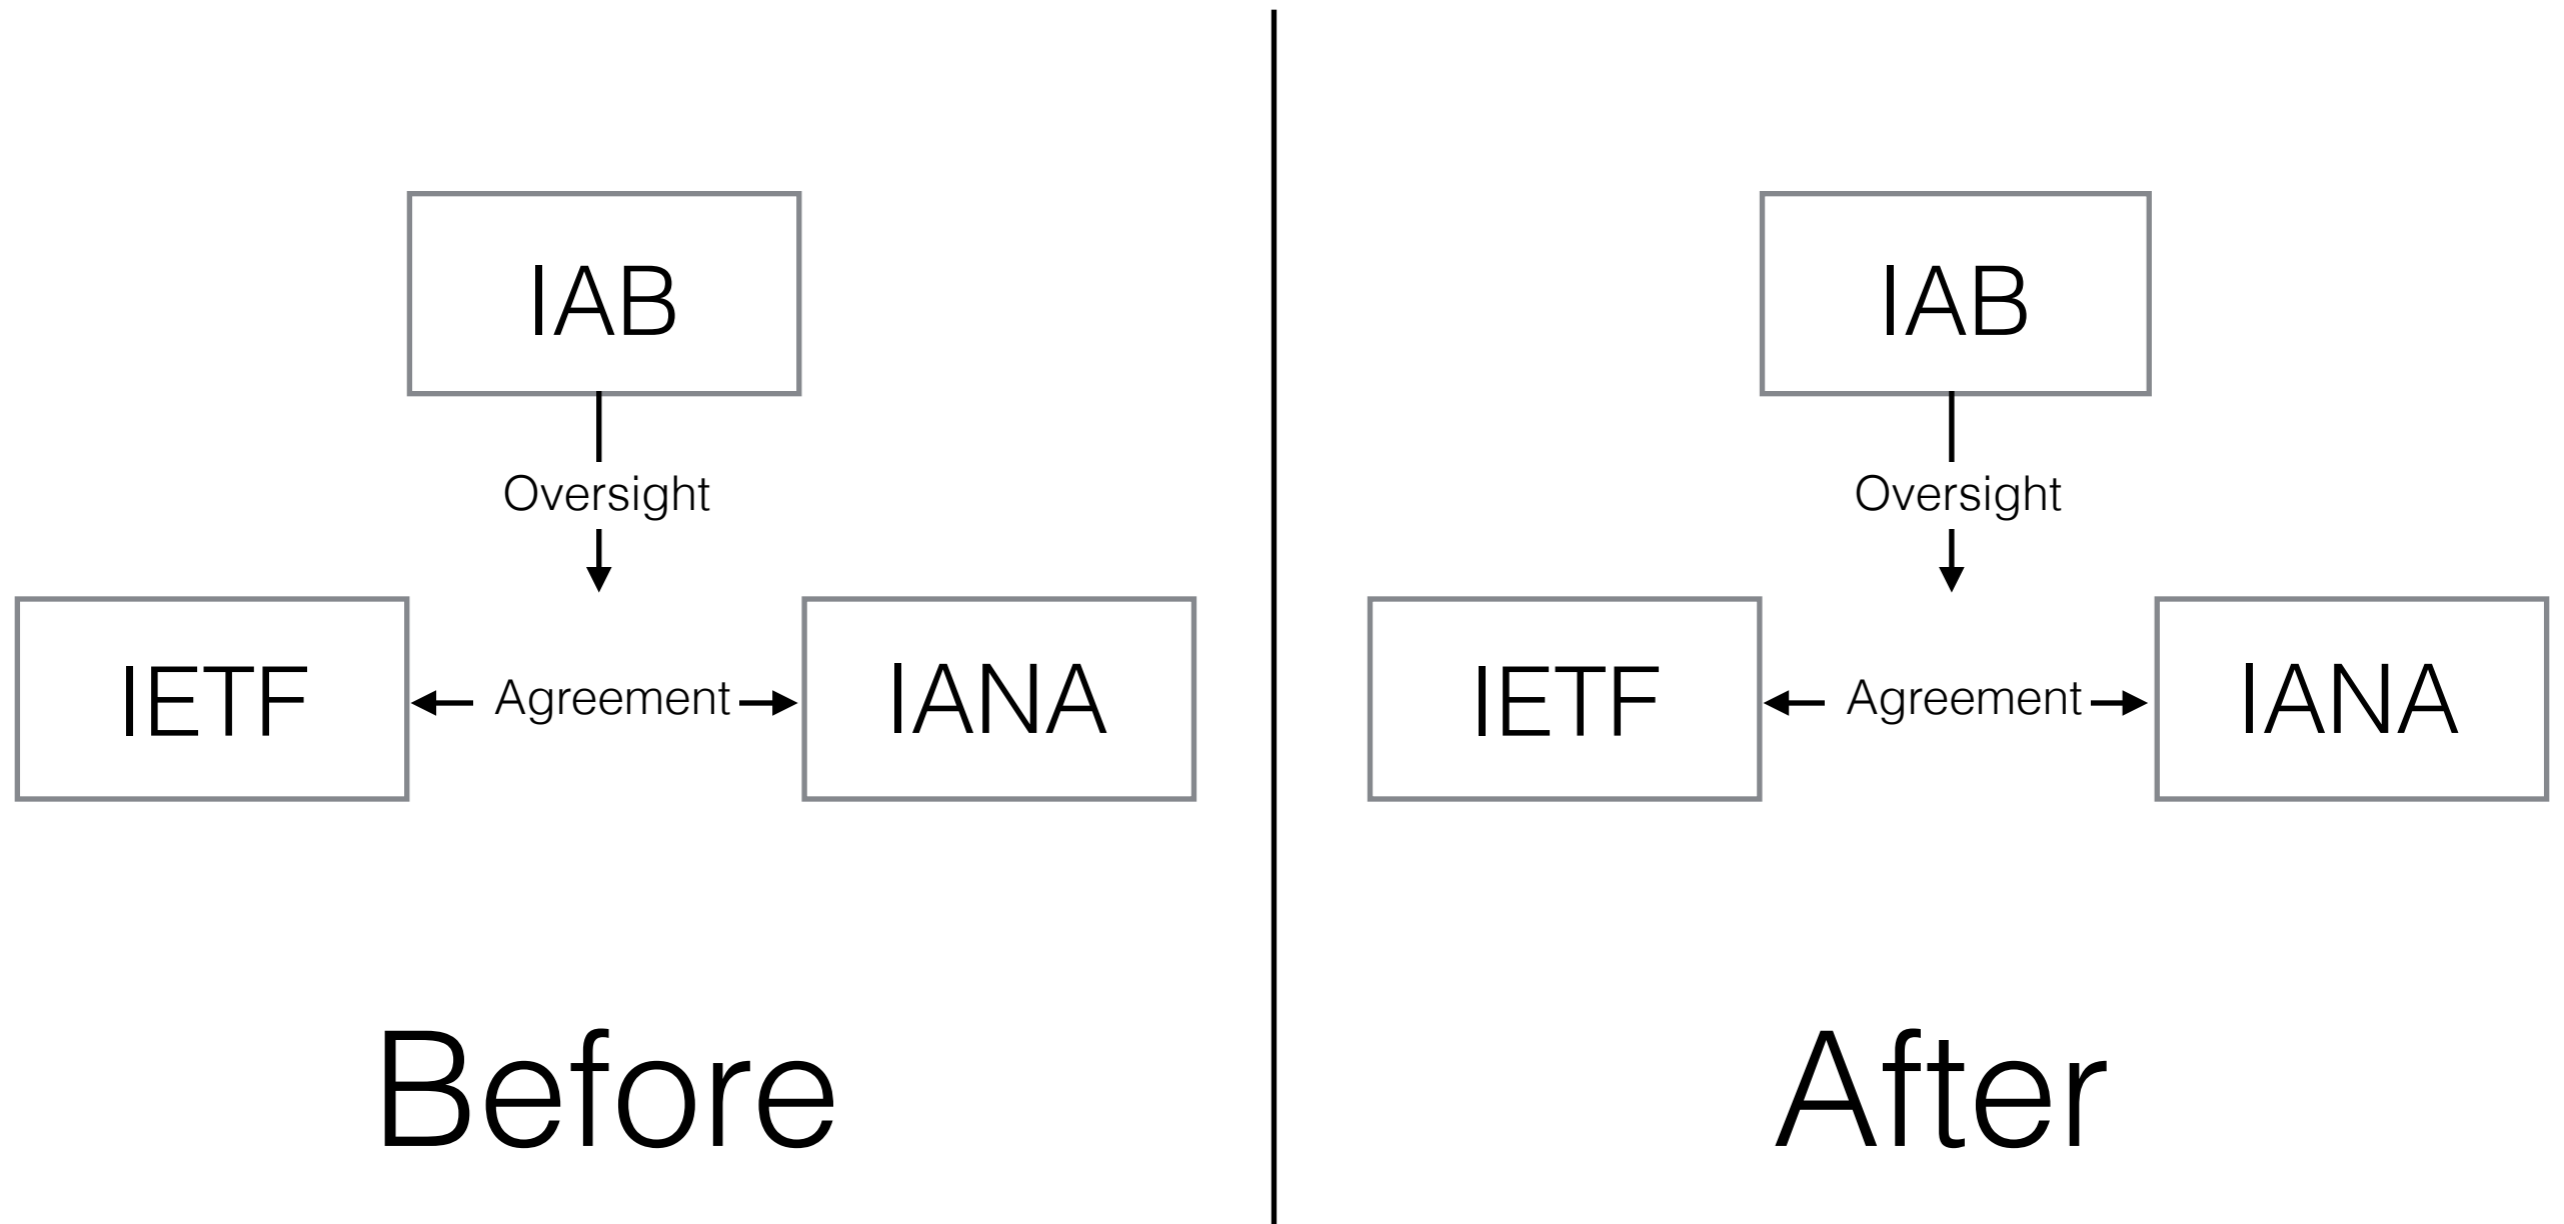 IAB
Oversight
IETF
Agreement
IANA
Before
IAB
Oversight
IETF
Agreement
IANA
After